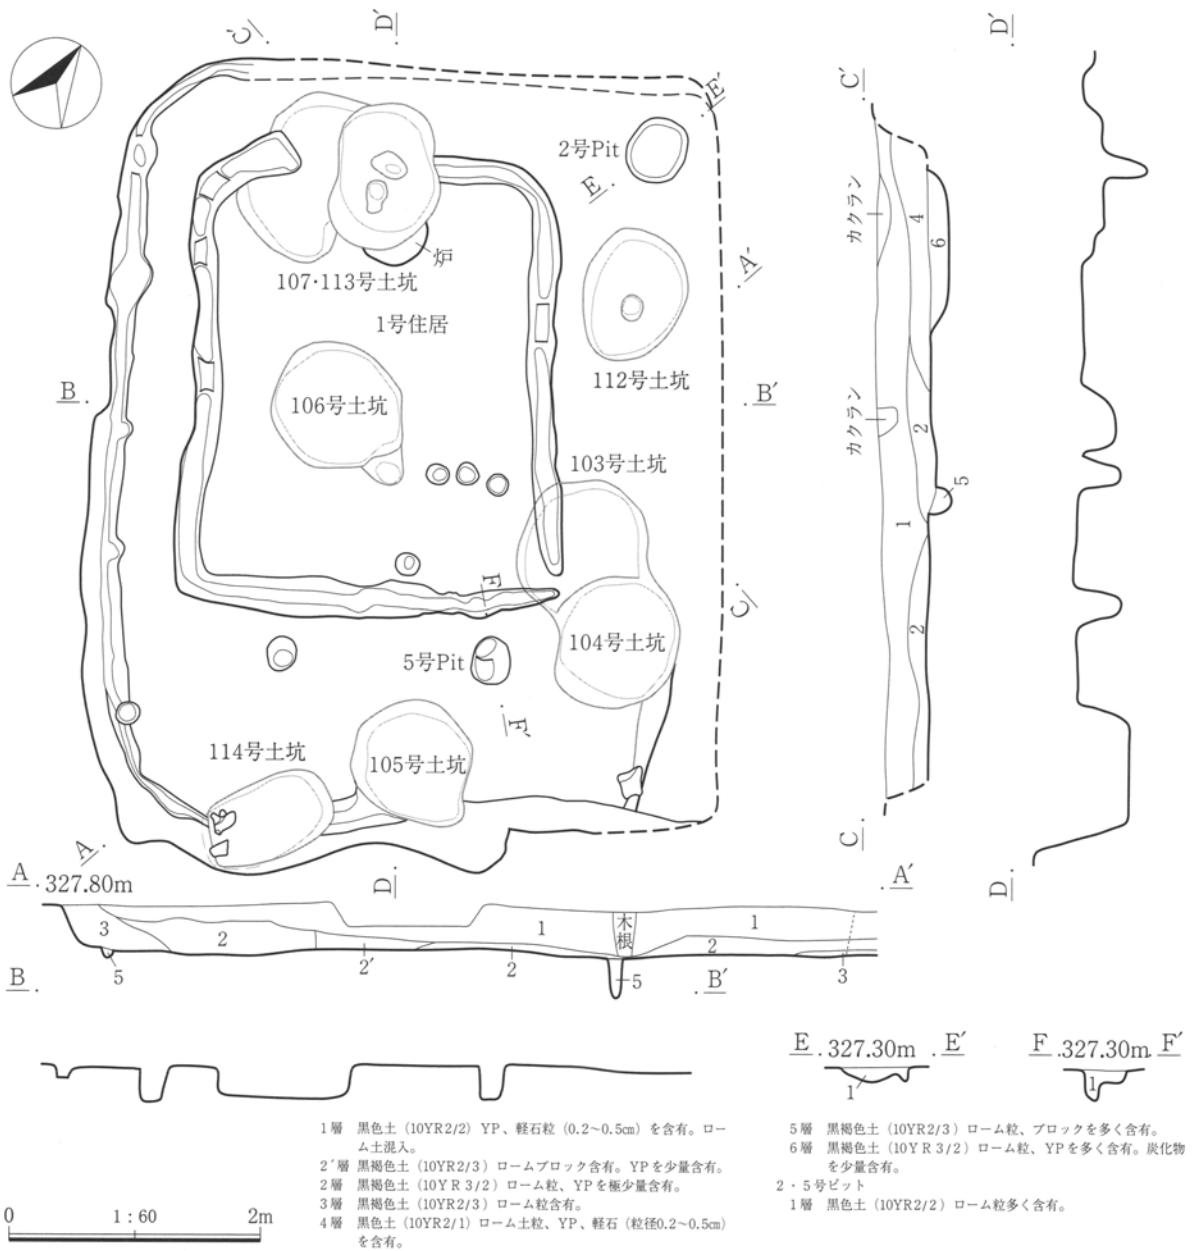 C′
D′
D′
E′
C′
2号Pit
E
カクラン
4
6
炉
A′
107・113号土坑
1号住居
112号土坑
B
B′
106号土坑
カクラン
2
103号土坑
5
1
F
C
2
104号土坑
5号Pit
F′
114号土坑
105号土坑
A
C
D
D
A
327.80m
A′
3
2
1
木根
1
2
5
2′
2
5
3
B
B′
E 327.30m E′
F 327.30m F′
1
1
1層 黒色土（10YR2/2）YP、軽石粒（0.2〜0.5㎝）を含有。ロー
ム土混入。
2′層 黒褐色土（10YR2/3）ロームブロック含有。YPを少量含有。
2層 黒褐色土（10YR3/2）ローム粒、YPを極少量含有。
3層 黒褐色土（10YR2/3）ローム粒含有。
4層 黒色土（10YR2/1）ローム土粒、YP、軽石（粒径0.2〜0.5㎝）
を含有。
5層 黒褐色土（10YR2/3）ローム粒、ブロックを多く含有。
6層 黒褐色土（10YR3/2）ローム粒、YPを多く含有。炭化物
を少量含有。
2・5号ピット
1層 黒色土（10YR2/2）ローム粒多く含有。
0 1:60 2m